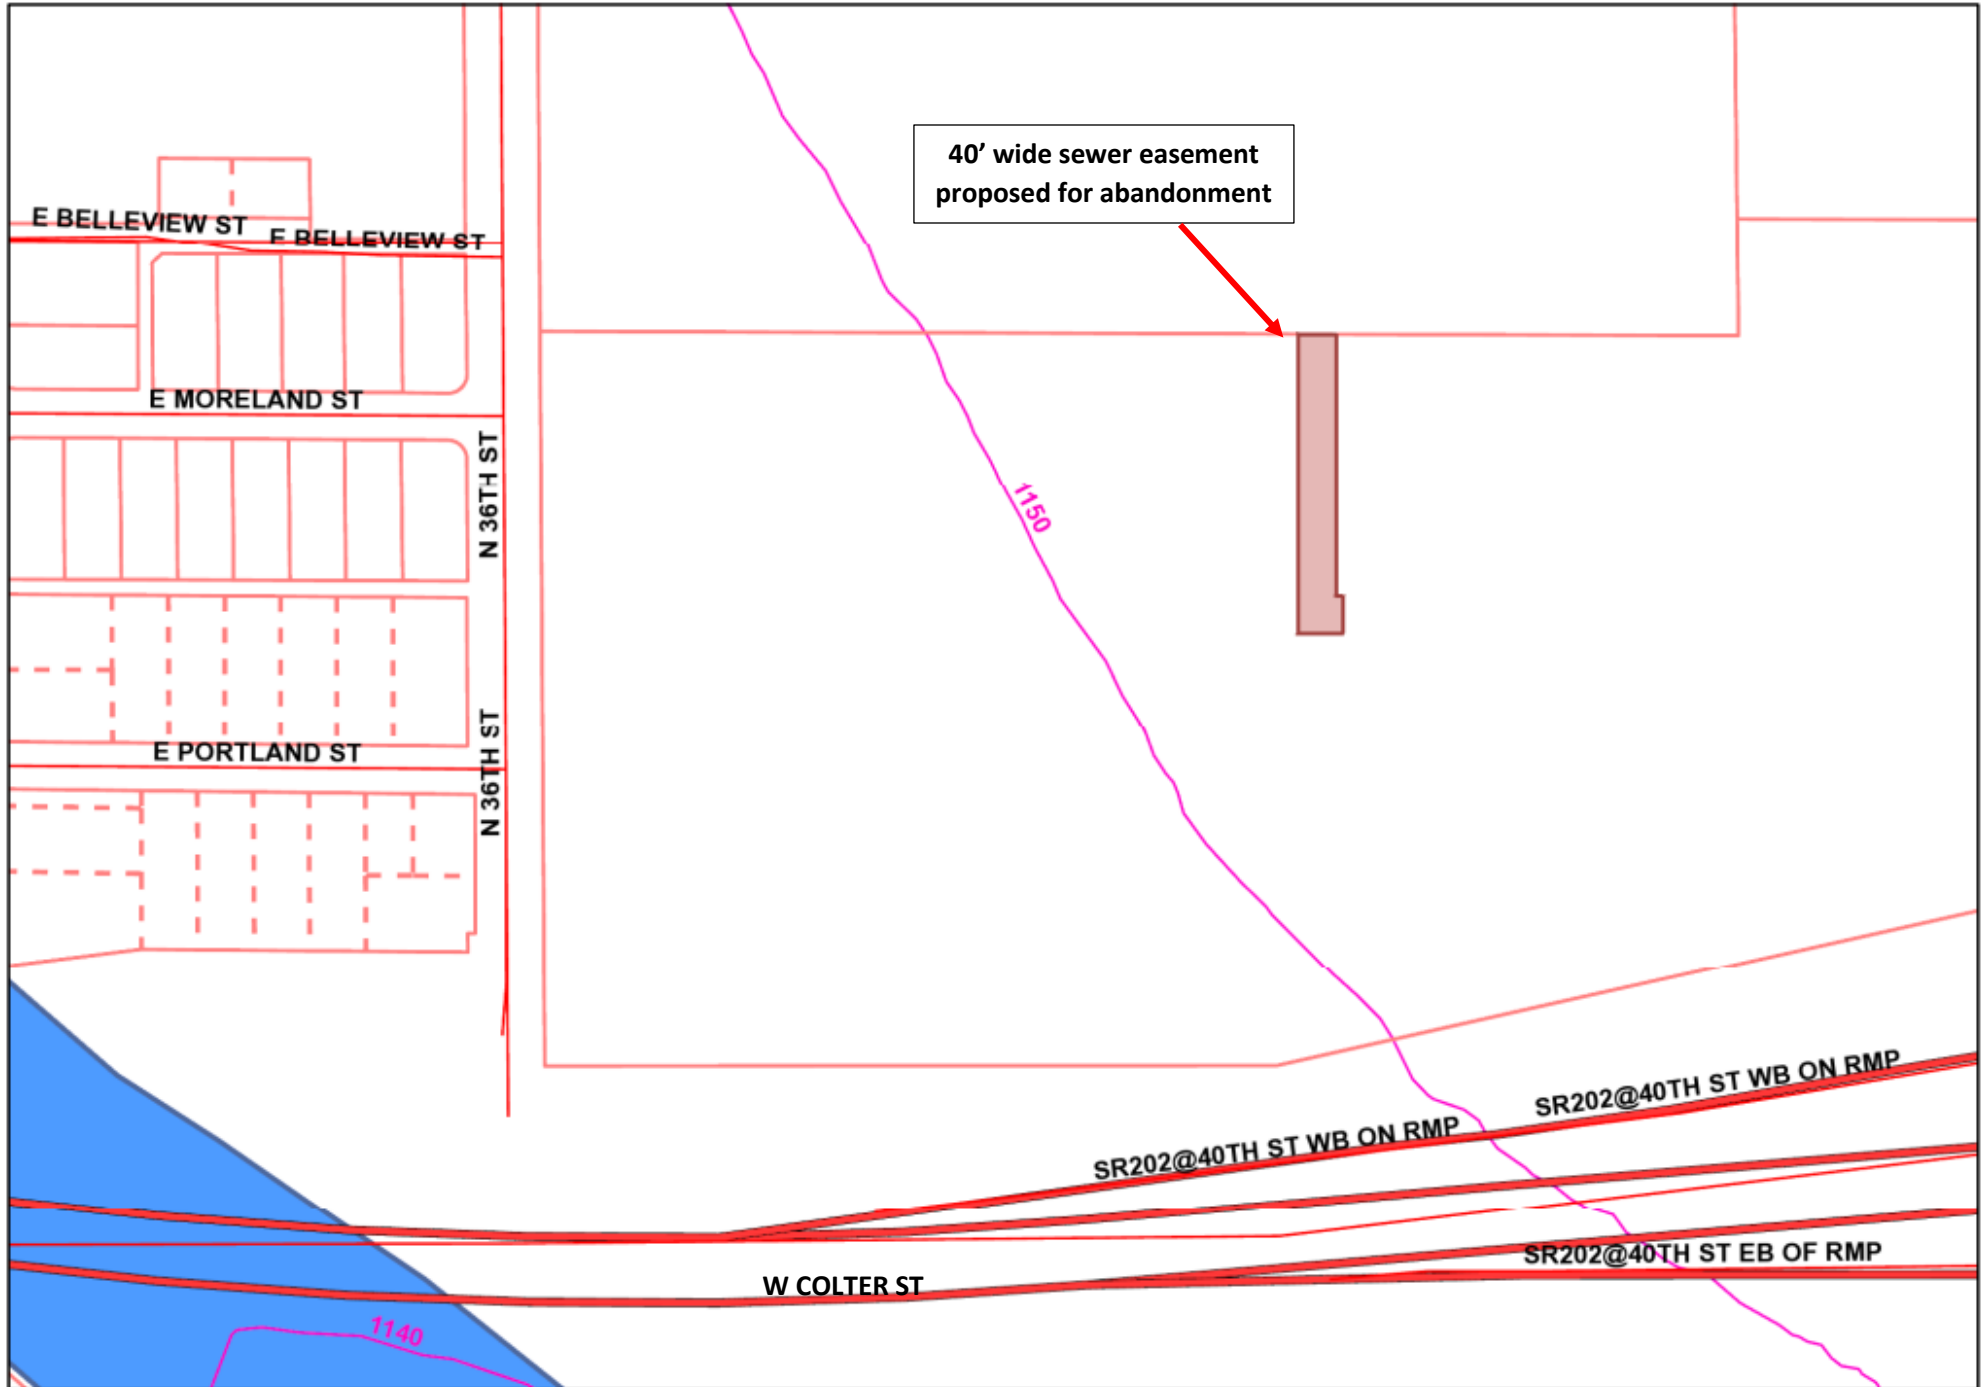 40’ wide sewer easement
proposed for abandonment
E BELLEVIEW ST
E BELLEVIEW ST
E MORELAND ST
N 36TH ST
1150
N 36TH ST
E PORTLAND ST
SR202@40TH ST WB ON RMP
SR202@40TH ST WB ON RMP
SR202@40TH ST EB OF RMP
W COLTER ST
1140